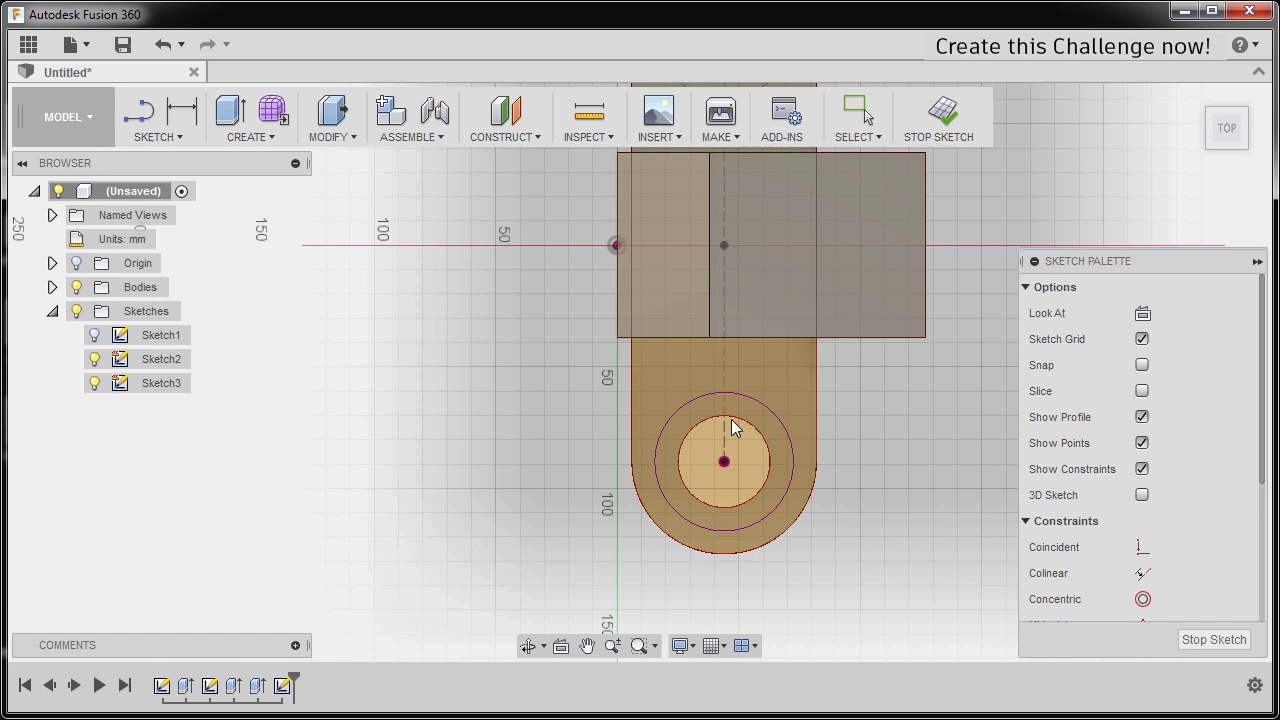 Autodesk Fusion 360
Create this Challenge now!
Untitled*
MODEL
SKETCH
CREATE
MODIFY
ASSEMBLE
CONSTRUCT
INSPECT
INSERT
MAKE
ADD-INS
SELECT
STOP SKETCH
TOP
BROWSER
(Unsaved)
Named Views
Units: mm
Origin
Bodies
Sketches
Sketch1
Sketch2
Sketch3
250
150
100
50
50
100
150
SKETCH PALETTE
Options
Look At
Sketch Grid
Snap
Slice
Show Profile
Show Points
Show Constraints
3D Sketch
Constraints
Coincident
Colinear
Concentric
Stop Sketch
COMMENTS